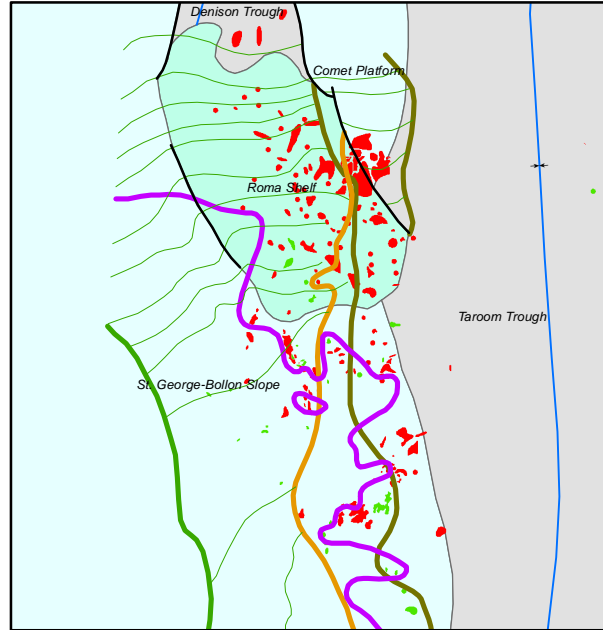 Denison Trough
Comet Platform
Roma Shelf
Taroom Trough
St. George-Bollon Slope